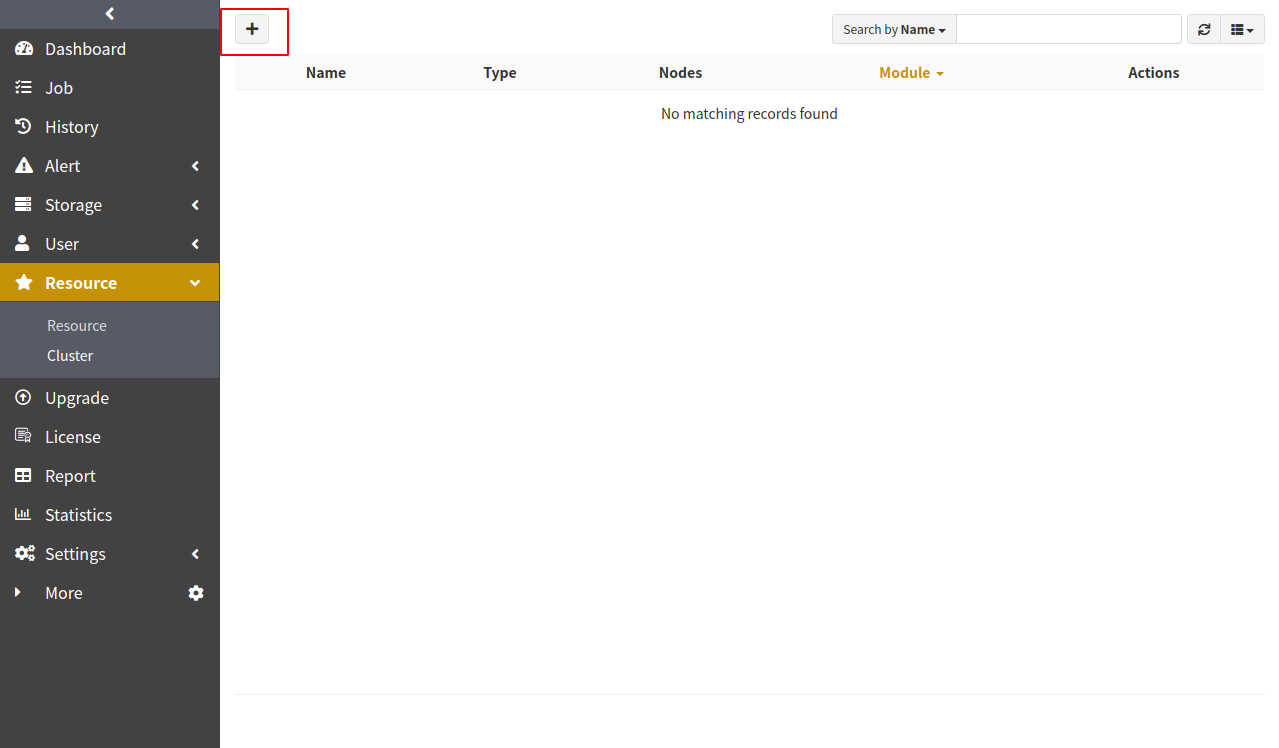 Dashboard
Job
History
Alert
Storage
User
Resource
Resource
Cluster
Upgrade
License
Report
Statistics
Settings
More
Search by Name
Name Type Nodes Module Actions
No matching records found